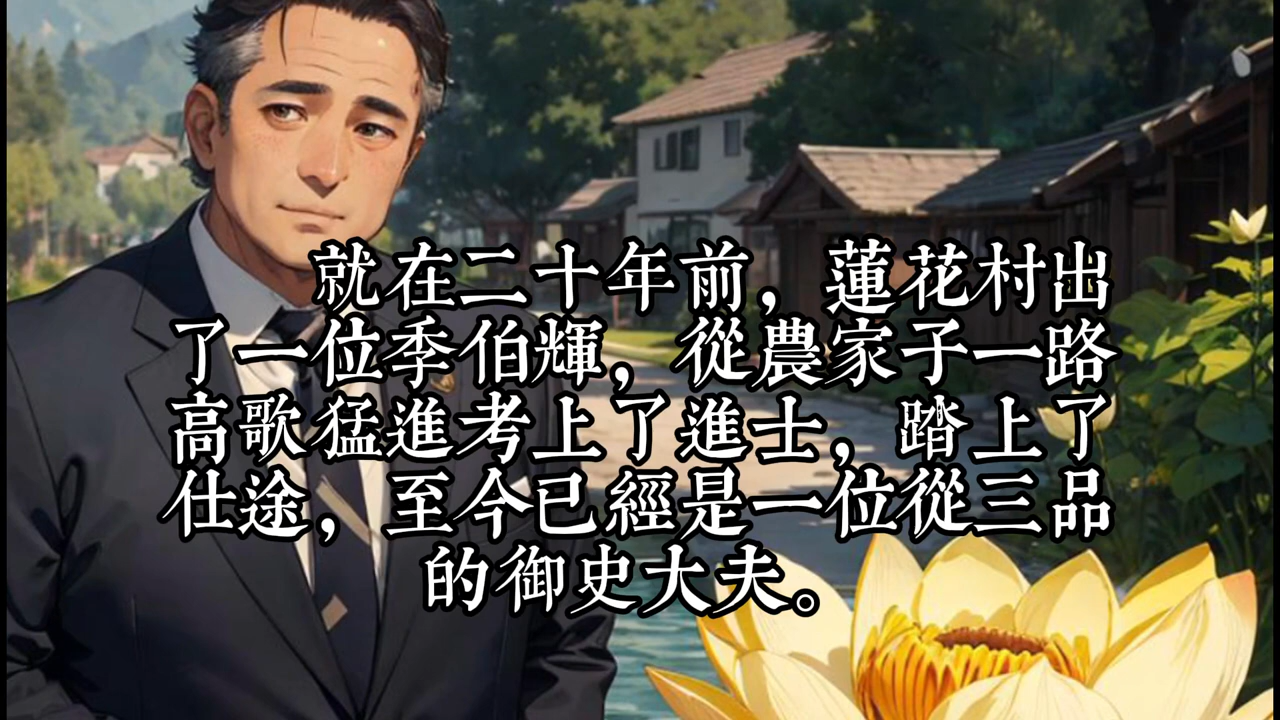 就在二十年前，蓮花村出
了一位季伯輝，從農家子一路
高歌猛進考上了進士，踏上了
仕途，至今已經是一位從三品
的御史大夫。